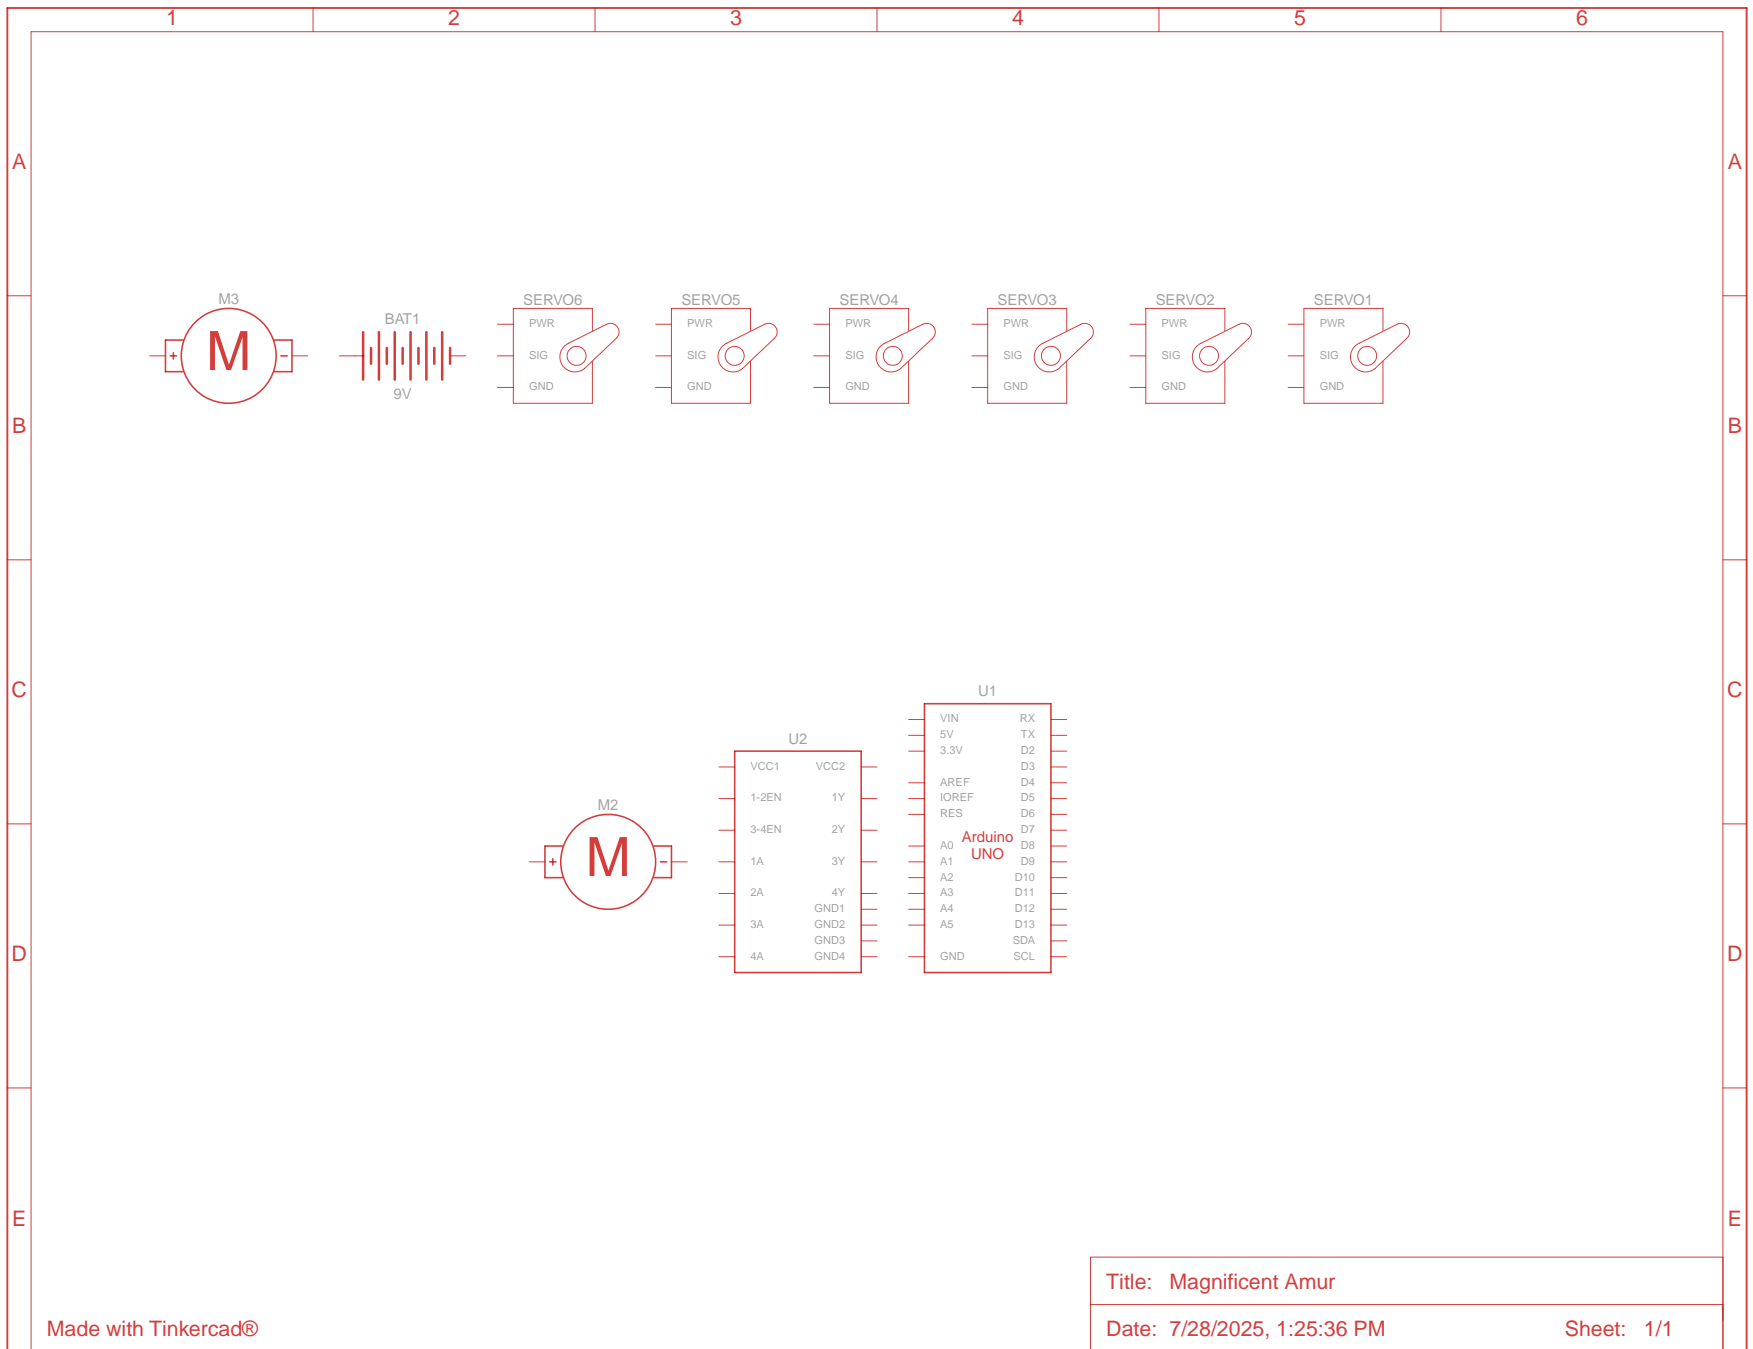 1 2 3 4 5 6
A A
M3 SERVO6 SERVO5 SERVO4 SERVO3 SERVO2 SERVO1
BAT1
PWR PWR PWR PWR PWR PWR
+ M - SIG SIG SIG SIG SIG SIG
GND GND GND GND GND GND
9V
B B
C C
U1
VIN RX
5V TX
3.3V D2
D3
AREF D4
IOREF D5
RES D6
D7
Arduino
UNO
A0 D8
A1 D9
A2 D10
A3 D11
A4 D12
A5 D13
SDA
GND SCL
U2
VCC1 VCC2
1-2EN 1Y
3-4EN 2Y
1A 3Y
2A 4Y
GND1
3A GND2
GND3
4A GND4
M2
+ M -
D D
E E
Title: Magnificent Amur
Made with Tinkercad®
Date: 7/28/2025, 1:25:36 PM Sheet: 1/1